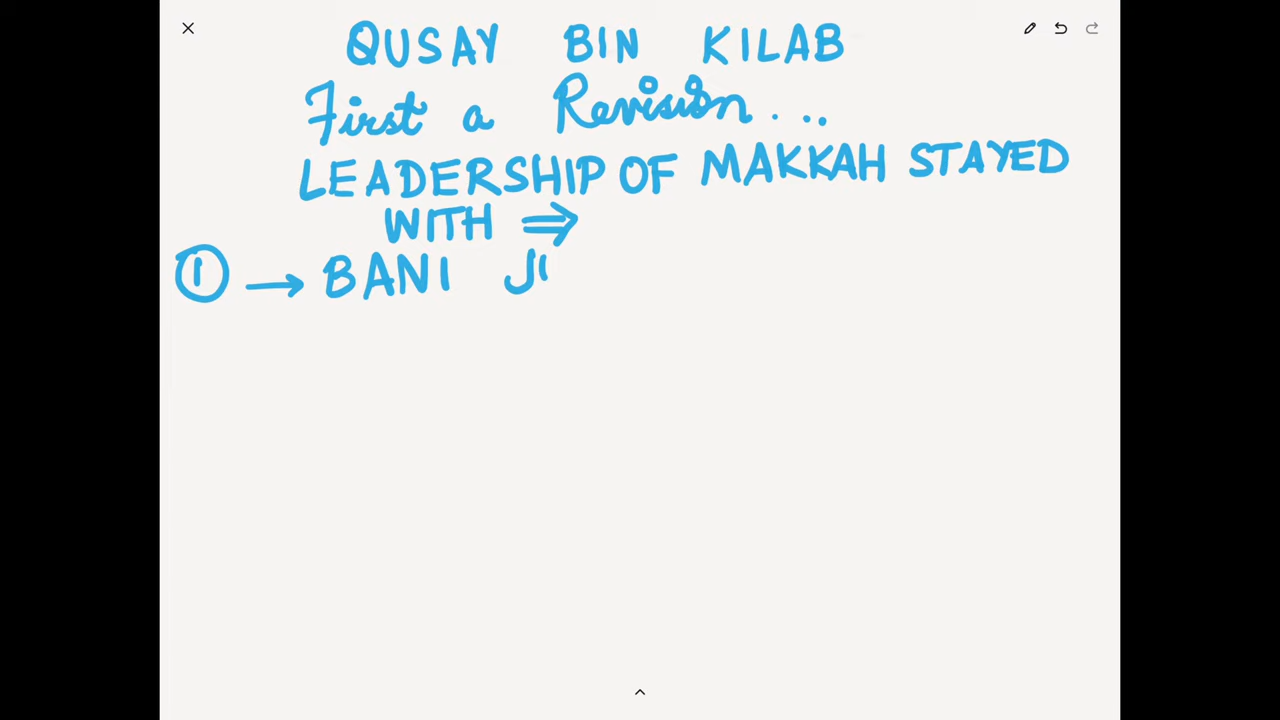 QUSAY BIN KILAB
First a Revision...
LEADERSHIP OF MAKKAH STAYED
WITH ⇒
① → BANI